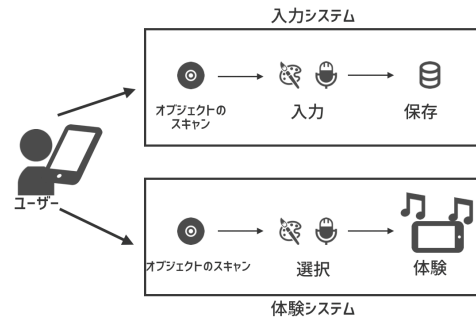 入力システム
オブジェクトの
スキャン
入力
保存
ユーザー
オブジェクトのスキャン
選択
体験
体験システム